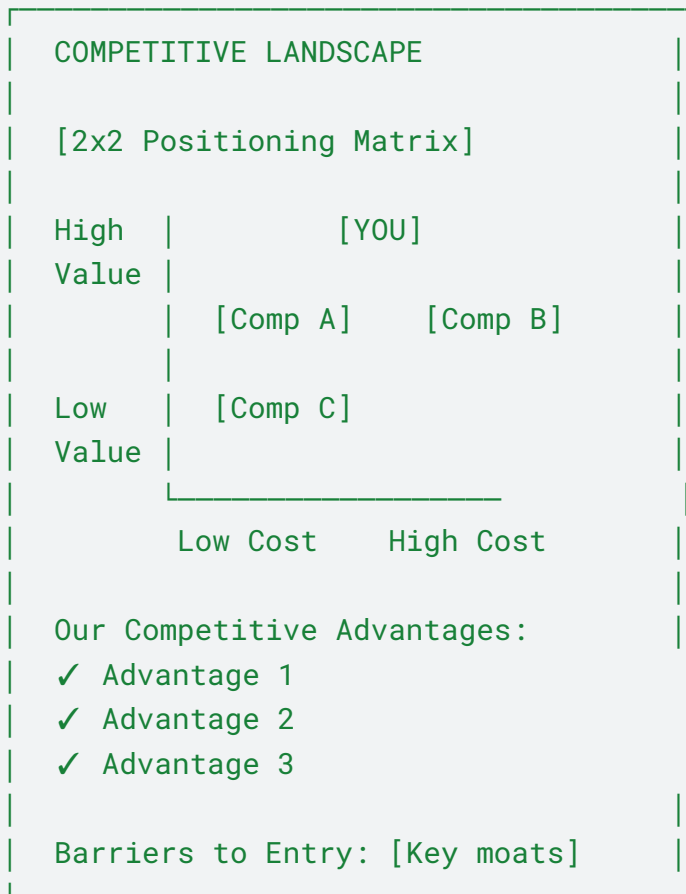 COMPETITIVE LANDSCAPE
[2x2 Positioning Matrix]
High | [YOU]
Value |
| [Comp A] [Comp B]
|
Low | [Comp C]
Value |
└──────────────────
Low Cost High Cost
Our Competitive Advantages:
✓ Advantage 1
✓ Advantage 2
✓ Advantage 3
Barriers to Entry: [Key moats]